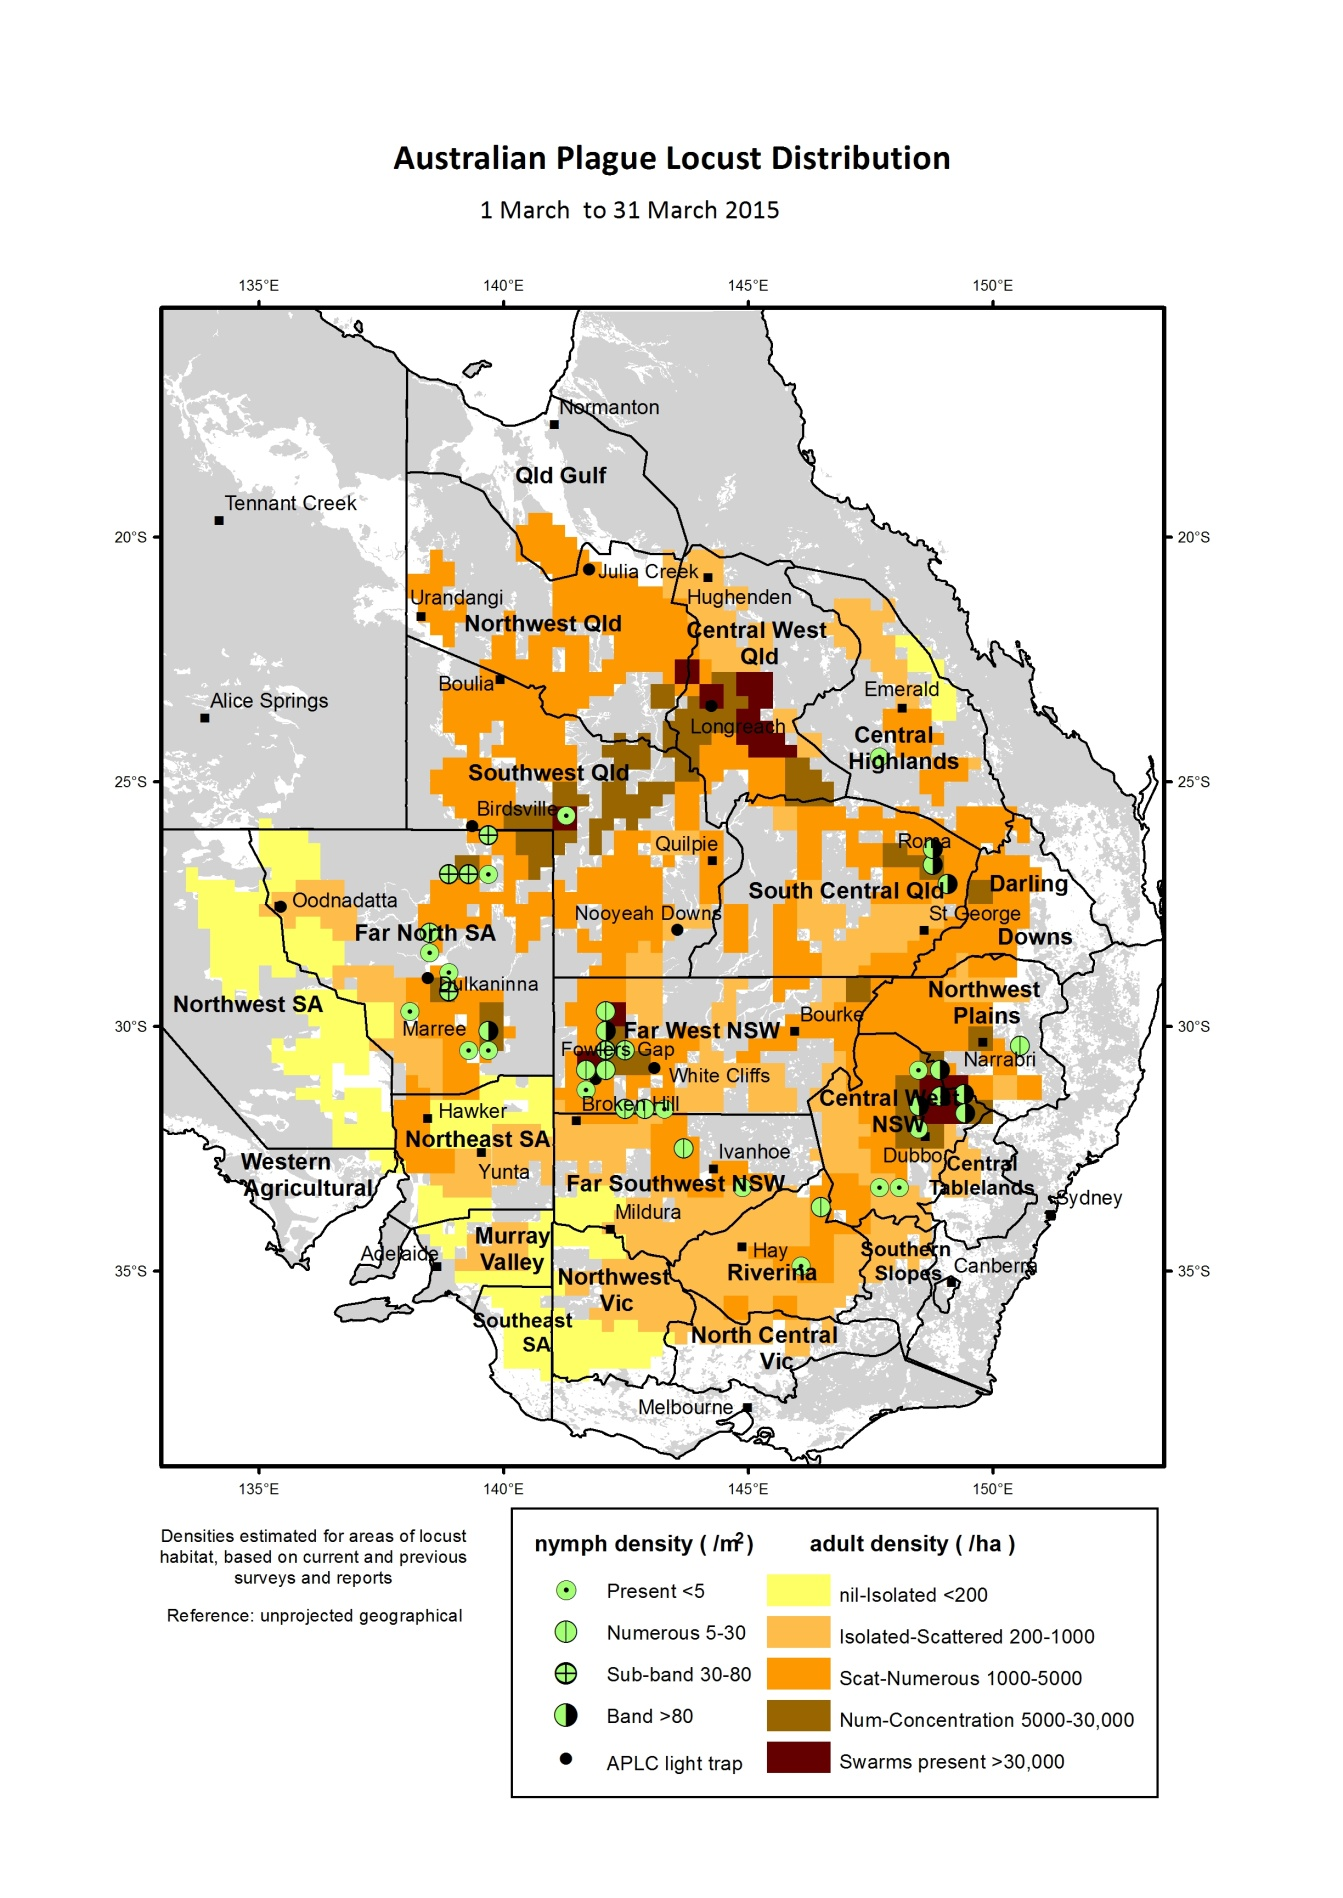 Australian Plague Locust Distribution
1 March to 31 March 2015
135°E
140°E
145°E
150°E
Normanton
Qld Gulf
Tennant Creek
20°S
20°S
Julia Creek
Urandangi
Hughenden
Northwest Qld
Central West
Qld
Boulia
Emerald
Alice Springs
Longreach
Central
Highlands
Southwest Qld
25°S
25°S
Birdsville
Quilpie
Roma
South Central Qld
Darling
Downs
Oodnadatta
Nooyeah Downs
St George
Far North SA
Dulkaninna
Northwest SA
Northwest
Plains
Bourke
30°S
30°S
Marree
Far West NSW
Fowlers Gap
Narrabri
White Cliffs
Hawker
Broken Hill
Central West
NSW
Northeast SA
Ivanhoe
Dubbo
Western
Agricultural
Yunta
Far Southwest NSW
Central
Tablelands
Sydney
Mildura
Murray
Valley
Adelaide
Hay
Southern
Slopes
Canberra
35°S
35°S
Northwest
Vic
Riverina
Southeast
SA
North Central
Vic
Melbourne
135°E
140°E
145°E
150°E
Densities estimated for areas of locust
habitat, based on current and previous
surveys and reports
Reference: unprojected geographical
nymph density ( /m²)
adult density ( /ha )
Present <5
nil-Isolated <200
Numerous 5-30
Isolated-Scattered 200-1000
Sub-band 30-80
Scat-Numerous 1000-5000
Band >80
Num-Concentration 5000-30,000
APLC light trap
Swarms present >30,000